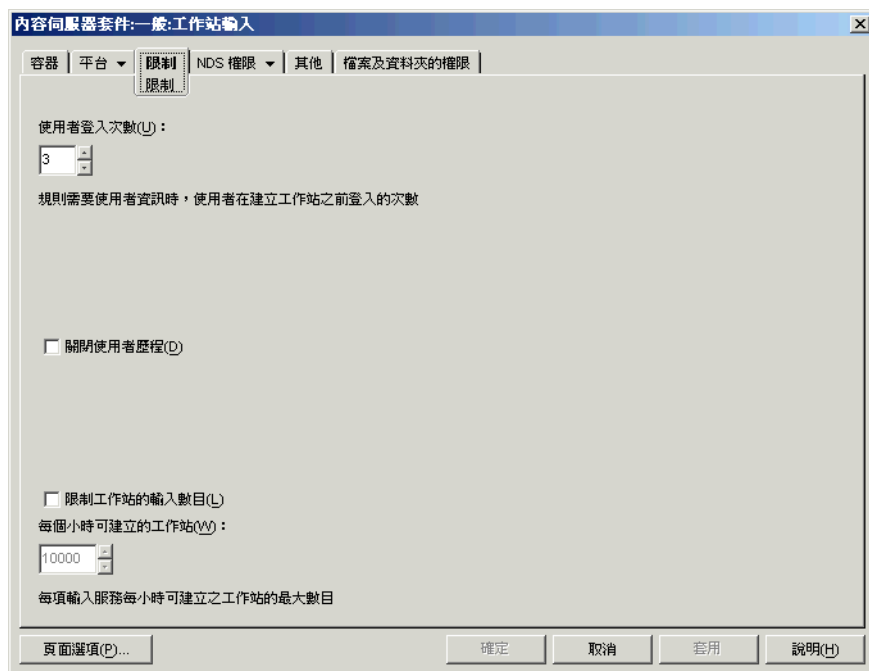 內容伺服器套件:一般:工作站輸入
容器 平台 限制 NDS 權限 其他 檔案及資料夾的權限
限制
使用者登入次數(U)：
3
規則需要使用者資訊時，使用者在建立工作站之前登入的次數
關閉使用者歷程(D)
限制工作站的輸入數目(L)
每個小時可建立的工作站(W)：
10000
每項輸入服務每小時可建立之工作站的最大數目
頁面選項(P)... 確定 取消 套用 說明(H)